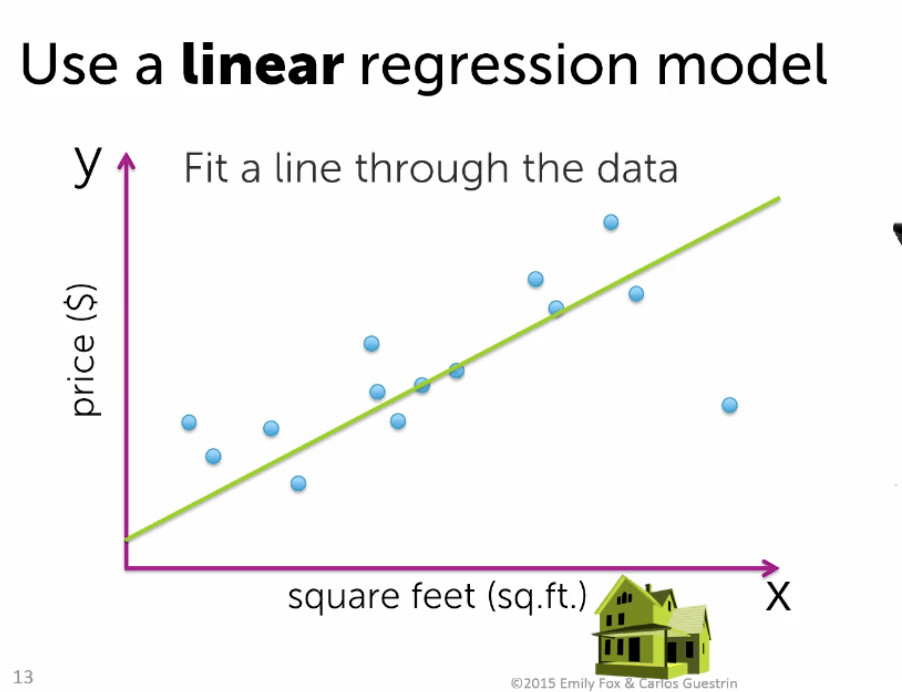 Use a linear regression model
y
Fit a line through the data
price ($)
square feet (sq.ft.)
x
13
©2015 Emily Fox & Carlos Guestrin